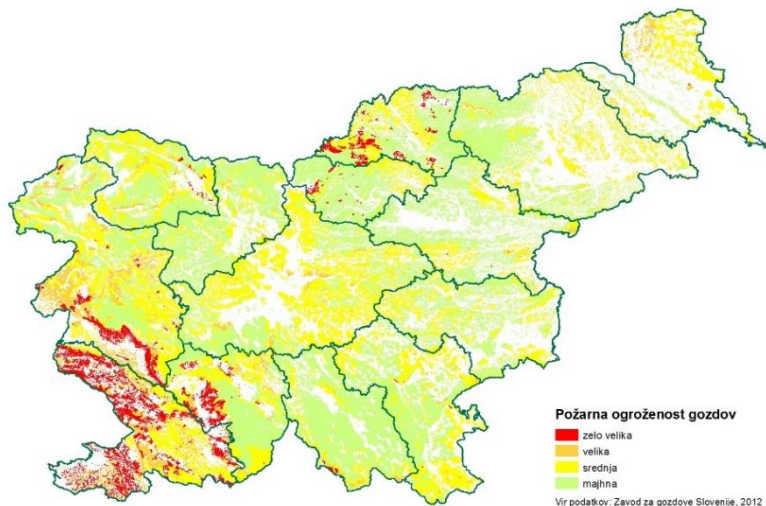 Požarna ogroženost gozdov
zelo velika
velika
srednja
majhna
Vir podatkov: Zavod za gozdove Slovenije, 2012